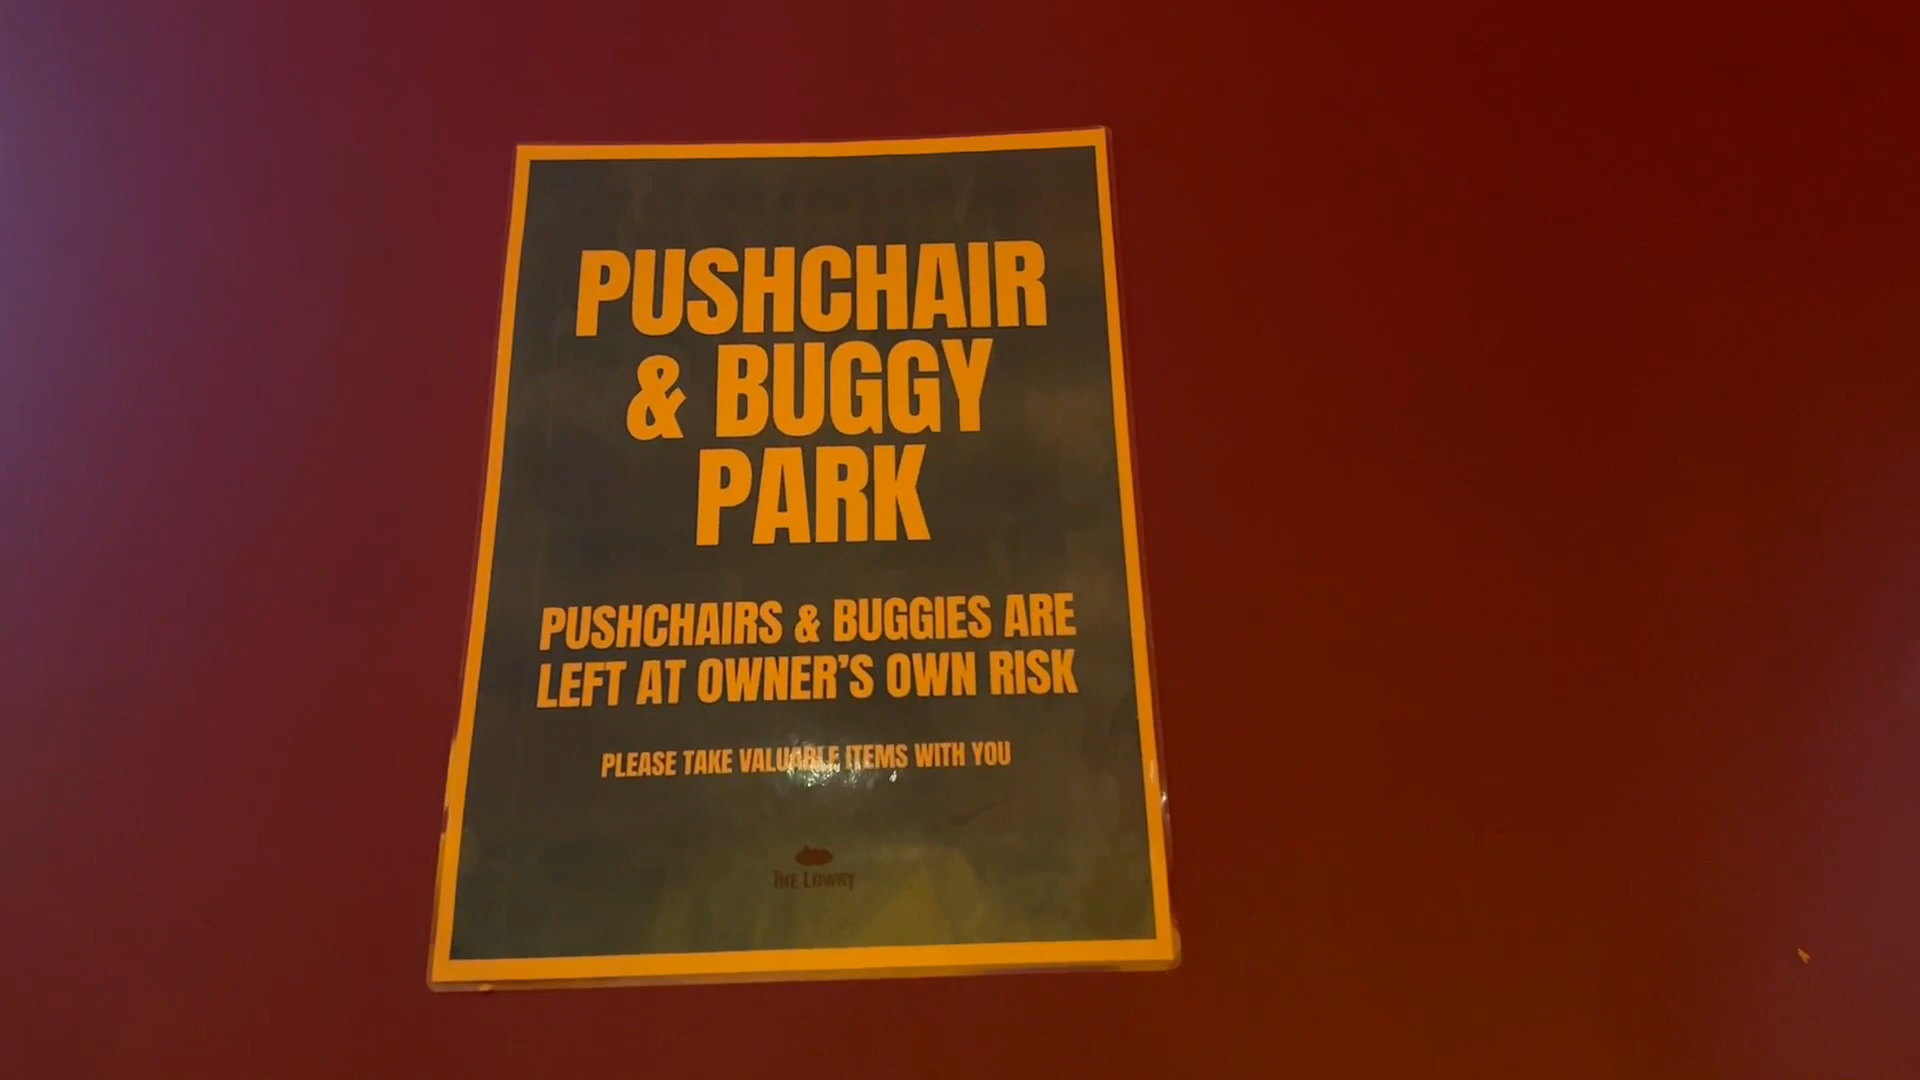 PUSHCHAIR
& BUGGY
PARK
PUSHCHAIRS & BUGGIES ARE
LEFT AT OWNER’S OWN RISK
PLEASE TAKE VALUABLE ITEMS WITH YOU
THE LOWRY